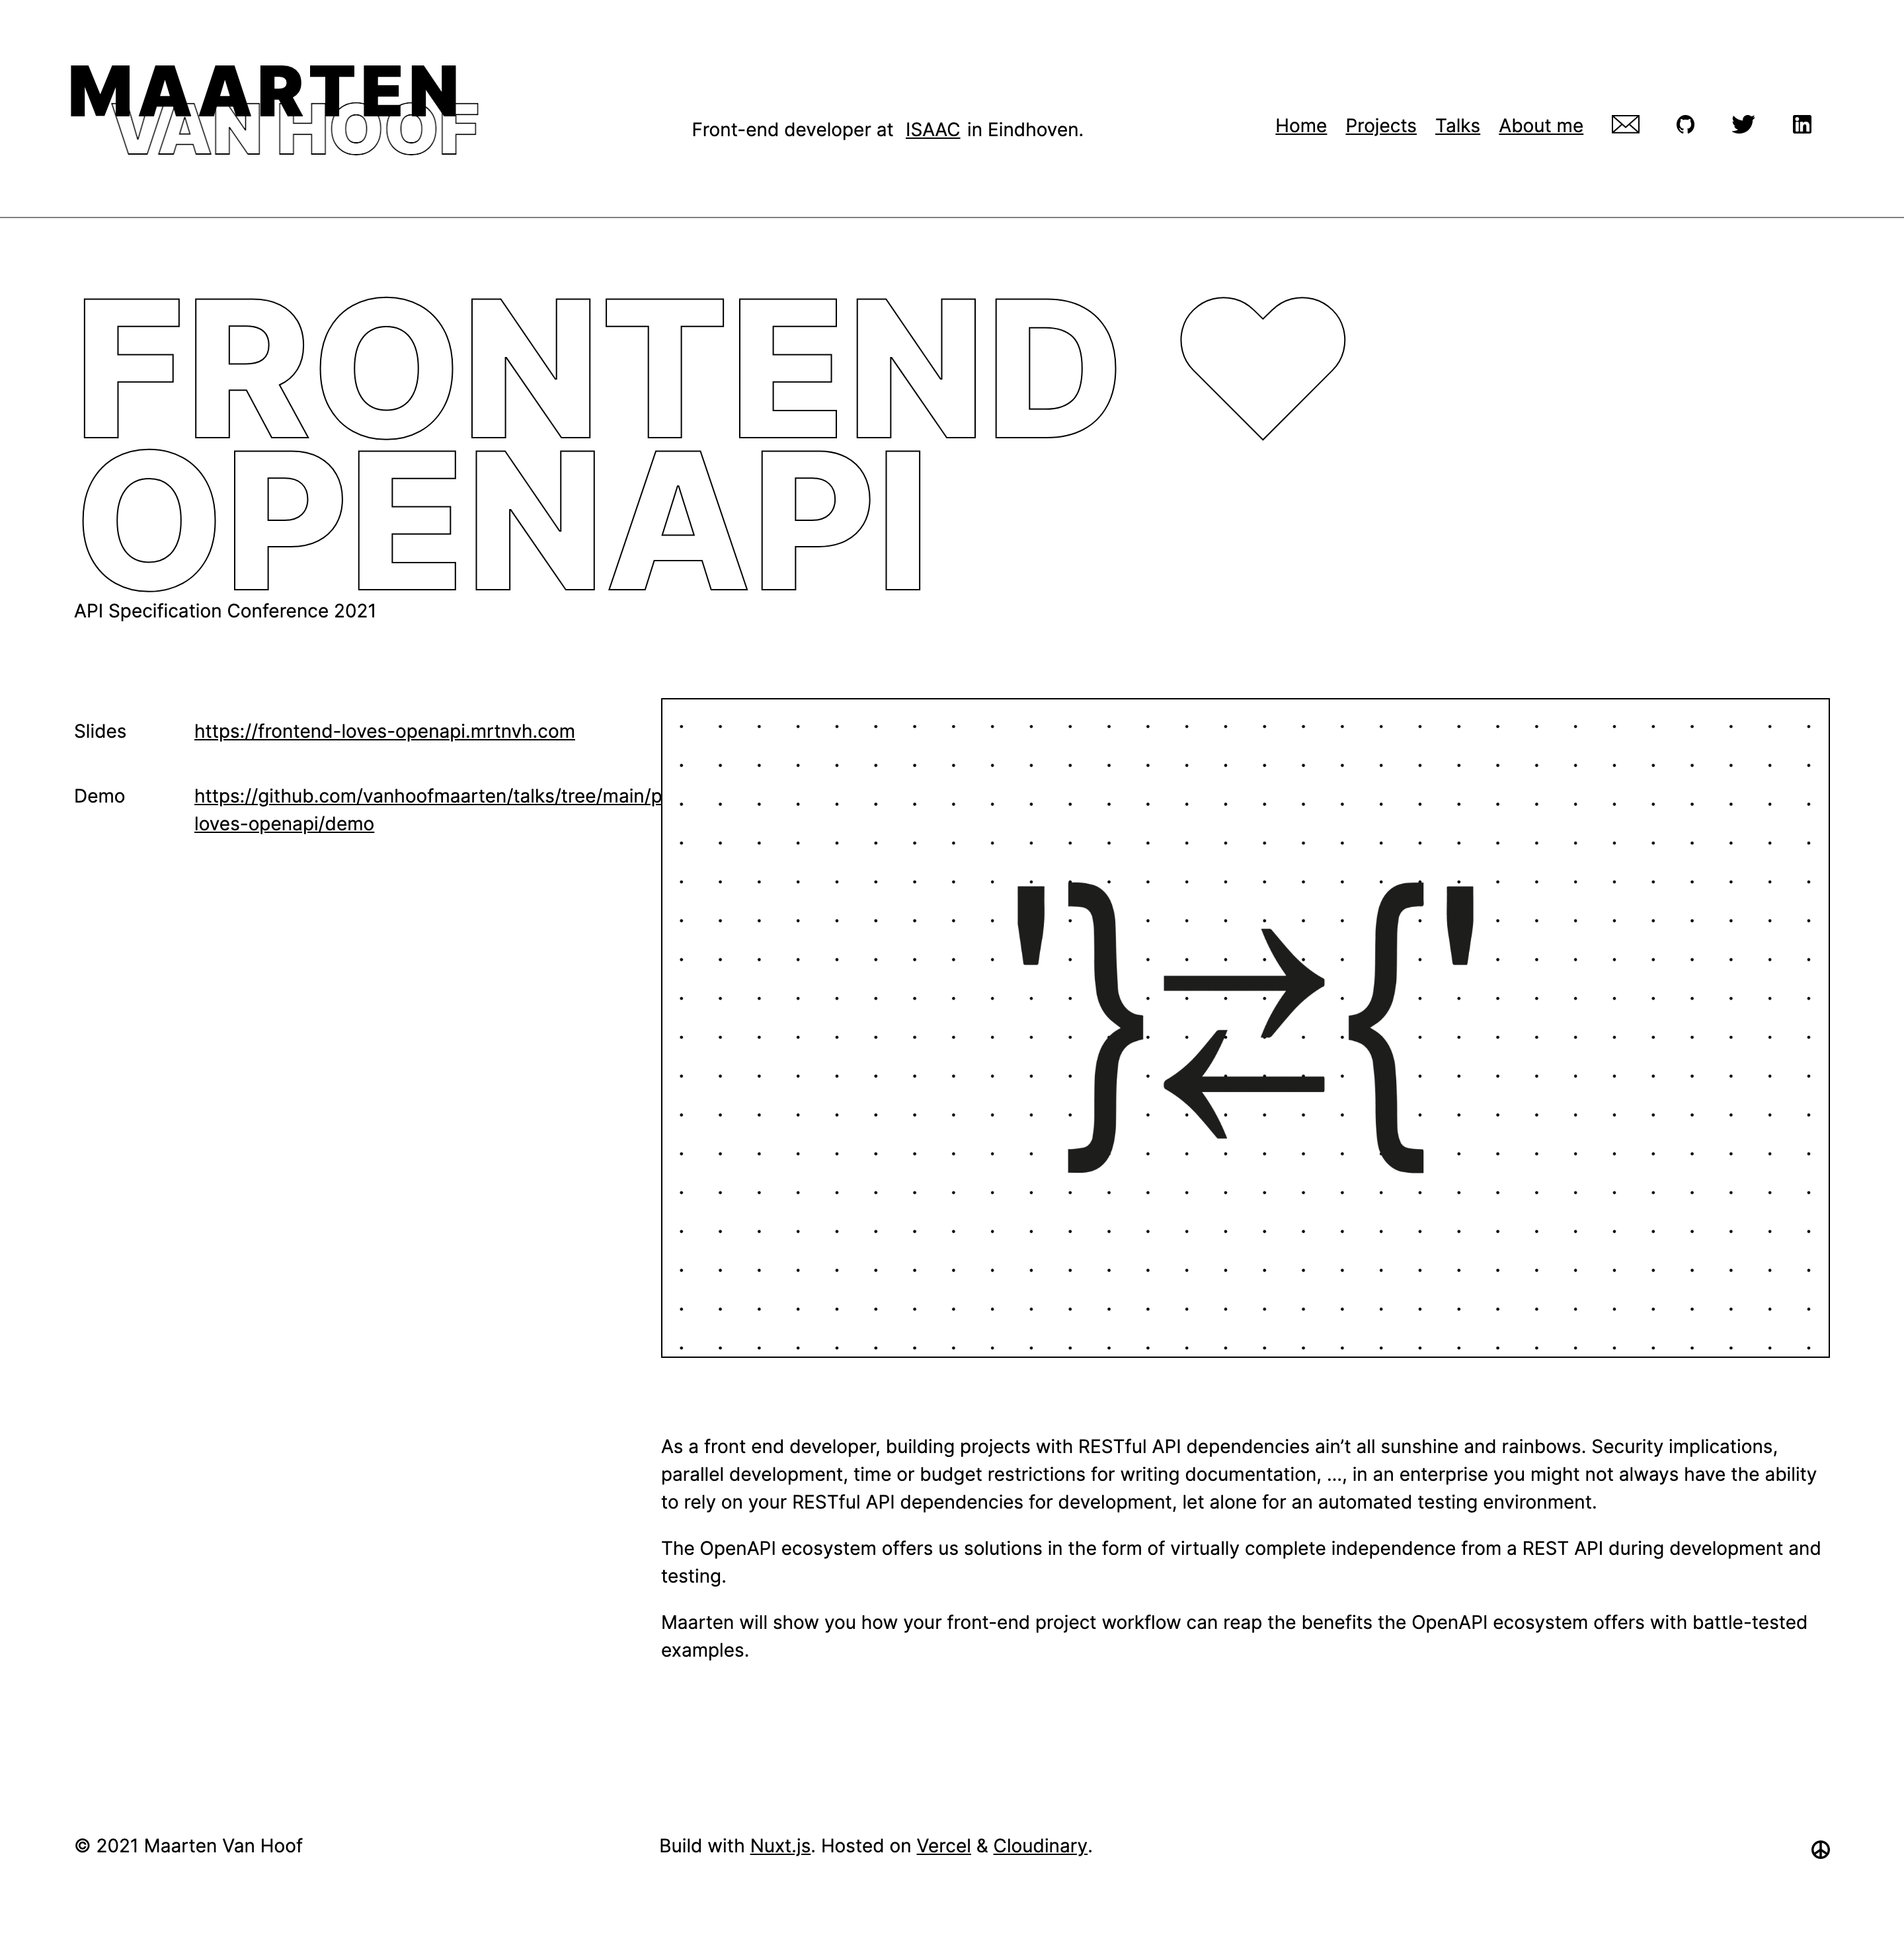 MAARTEN
VAN HOOF
Front-end developer at ISAAC in Eindhoven.
Home Projects Talks About me
FRONTEND
OPENAPI
API Specification Conference 2021
Slides https://frontend-loves-openapi.mrtnvh.com
Demo https://github.com/vanhoofmaarten/talks/tree/main/p
loves-openapi/demo
'}⇄{'
As a front end developer, building projects with RESTful API dependencies ain’t all sunshine and rainbows. Security implications,
parallel development, time or budget restrictions for writing documentation, ..., in an enterprise you might not always have the ability
to rely on your RESTful API dependencies for development, let alone for an automated testing environment.
The OpenAPI ecosystem offers us solutions in the form of virtually complete independence from a REST API during development and
testing.
Maarten will show you how your front-end project workflow can reap the benefits the OpenAPI ecosystem offers with battle-tested
examples.
© 2021 Maarten Van Hoof
Build with Nuxt.js. Hosted on Vercel & Cloudinary.